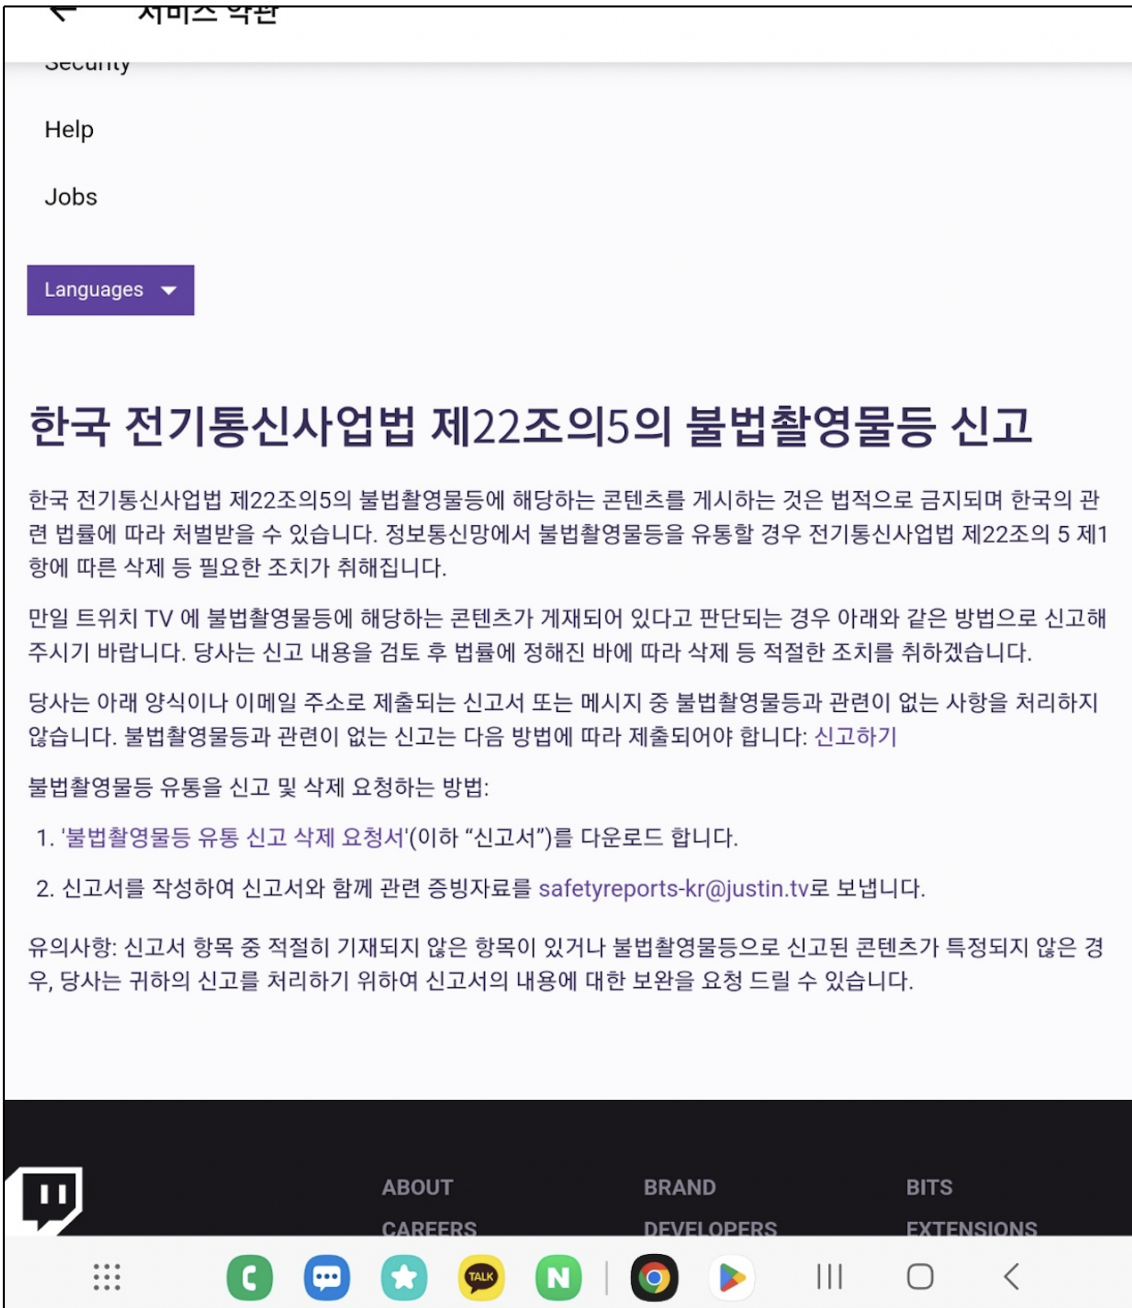 서비스 약관
Security
Help
Jobs
Languages
한국 전기통신사업법 제22조의5의 불법촬영물등 신고
한국 전기통신사업법 제22조의5의 불법촬영물등에 해당하는 콘텐츠를 게시하는 것은 법적으로 금지되며 한국의 관
련 법률에 따라 처벌받을 수 있습니다. 정보통신망에서 불법촬영물등을 유통할 경우 전기통신사업법 제22조의 5 제1
항에 따른 삭제 등 필요한 조치가 취해집니다.
만일 트위치 TV 에 불법촬영물등에 해당하는 콘텐츠가 게재되어 있다고 판단되는 경우 아래와 같은 방법으로 신고해
주시기 바랍니다. 당사는 신고 내용을 검토 후 법률에 정해진 바에 따라 삭제 등 적절한 조치를 취하겠습니다.
당사는 아래 양식이나 이메일 주소로 제출되는 신고서 또는 메시지 중 불법촬영물등과 관련이 없는 사항을 처리하지
않습니다. 불법촬영물등과 관련이 없는 신고는 다음 방법에 따라 제출되어야 합니다: 신고하기
불법촬영물등 유통을 신고 및 삭제 요청하는 방법:
1. '불법촬영물등 유통 신고 삭제 요청서'(이하 “신고서”)를 다운로드 합니다.
2. 신고서를 작성하여 신고서와 함께 관련 증빙자료를 safetyreports-kr@justin.tv로 보냅니다.
유의사항: 신고서 항목 중 적절히 기재되지 않은 항목이 있거나 불법촬영물등으로 신고된 콘텐츠가 특정되지 않은 경
우, 당사는 귀하의 신고를 처리하기 위하여 신고서의 내용에 대한 보완을 요청 드릴 수 있습니다.
ABOUT BRAND BITS
CAREERS DEVELOPERS EXTENSIONS
TALK N